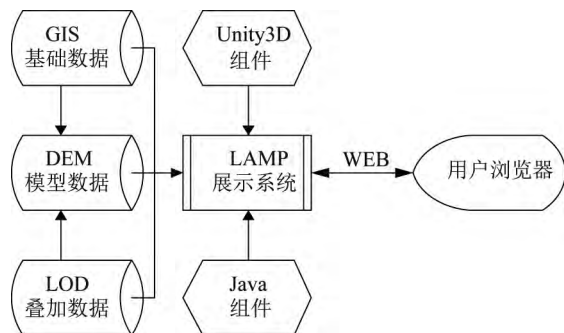 GIS
基础数据
Unity3D
组件
DEM
模型数据
LAMP
展示系统
WEB
用户浏览器
LOD
叠加数据
Java
组件